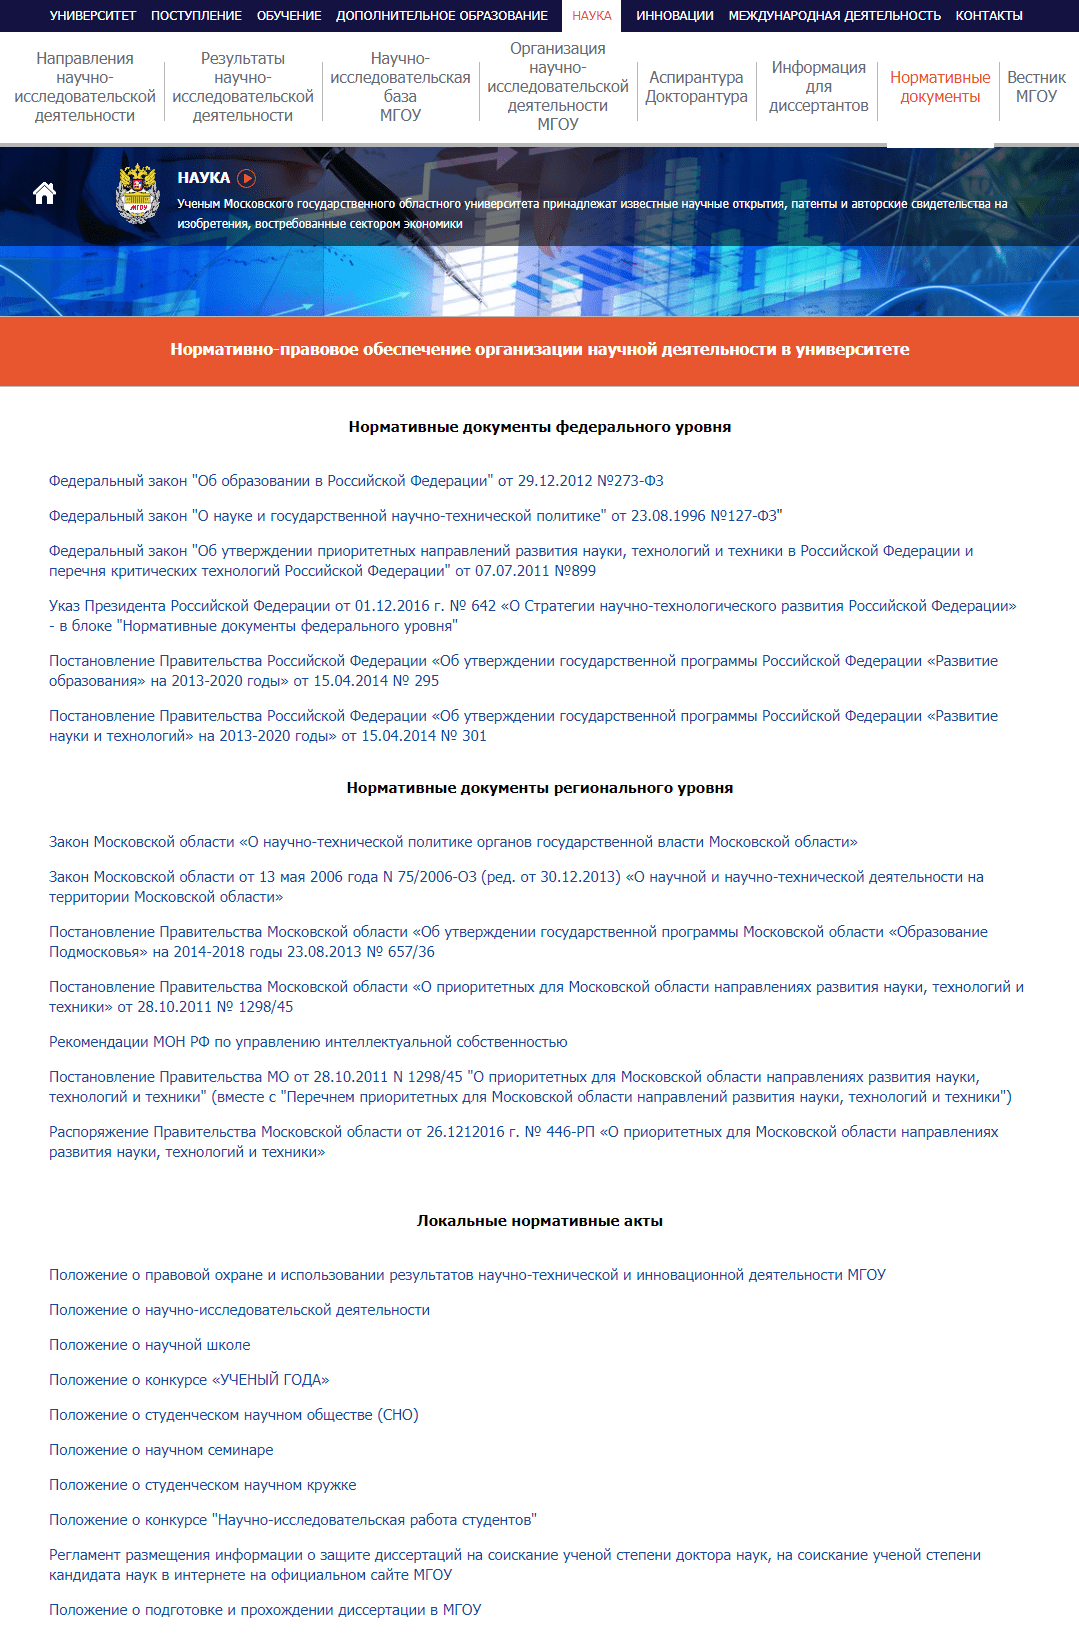 УНИВЕРСИТЕТ ПОСТУПЛЕНИЕ ОБУЧЕНИЕ ДОПОЛНИТЕЛЬНОЕ ОБРАЗОВАНИЕ НАУКА ИННОВАЦИИ МЕЖДУНАРОДНАЯ ДЕЯТЕЛЬНОСТЬ КОНТАКТЫ
Направления
научно-
исследовательской
деятельности
Результаты
научно-
исследовательской
деятельности
Научно-
исследовательская
база
МГОУ
Организация
научно-
исследовательской
деятельности
МГОУ
Аспирантура
Докторантура
Информация
для
диссертантов
Нормативные
документы
Вестник
МГОУ
МГОУ
НАУКА
Ученым Московского государственного областного университета принадлежат известные научные открытия, патенты и авторские свидетельства на
изобретения, востребованные сектором экономики
Нормативно-правовое обеспечение организации научной деятельности в университете
Нормативные документы федерального уровня
Федеральный закон "Об образовании в Российской Федерации" от 29.12.2012 №273-ФЗ
Федеральный закон "О науке и государственной научно-технической политике" от 23.08.1996 №127-ФЗ"
Федеральный закон "Об утверждении приоритетных направлений развития науки, технологий и техники в Российской Федерации и
перечня критических технологий Российской Федерации" от 07.07.2011 №899
Указ Президента Российской Федерации от 01.12.2016 г. № 642 «О Стратегии научно-технологического развития Российской Федерации»
- в блоке "Нормативные документы федерального уровня"
Постановление Правительства Российской Федерации «Об утверждении государственной программы Российской Федерации «Развитие
образования» на 2013-2020 годы» от 15.04.2014 № 295
Постановление Правительства Российской Федерации «Об утверждении государственной программы Российской Федерации «Развитие
науки и технологий» на 2013-2020 годы» от 15.04.2014 № 301
Нормативные документы регионального уровня
Закон Московской области «О научно-технической политике органов государственной власти Московской области»
Закон Московской области от 13 мая 2006 года N 75/2006-ОЗ (ред. от 30.12.2013) «О научной и научно-технической деятельности на
территории Московской области»
Постановление Правительства Московской области «Об утверждении государственной программы Московской области «Образование
Подмосковья» на 2014-2018 годы 23.08.2013 № 657/36
Постановление Правительства Московской области «О приоритетных для Московской области направлениях развития науки, технологий и
техники» от 28.10.2011 № 1298/45
Рекомендации МОН РФ по управлению интеллектуальной собственностью
Постановление Правительства МО от 28.10.2011 N 1298/45 "О приоритетных для Московской области направлениях развития науки,
технологий и техники" (вместе с "Перечнем приоритетных для Московской области направлений развития науки, технологий и техники")
Распоряжение Правительства Московской области от 26.1212016 г. № 446-РП «О приоритетных для Московской области направлениях
развития науки, технологий и техники»
Локальные нормативные акты
Положение о правовой охране и использовании результатов научно-технической и инновационной деятельности МГОУ
Положение о научно-исследовательской деятельности
Положение о научной школе
Положение о конкурсе «УЧЕНЫЙ ГОДА»
Положение о студенческом научном обществе (СНО)
Положение о научном семинаре
Положение о студенческом научном кружке
Положение о конкурсе "Научно-исследовательская работа студентов"
Регламент размещения информации о защите диссертаций на соискание ученой степени доктора наук, на соискание ученой степени
кандидата наук в интернете на официальном сайте МГОУ
Положение о подготовке и прохождении диссертации в МГОУ